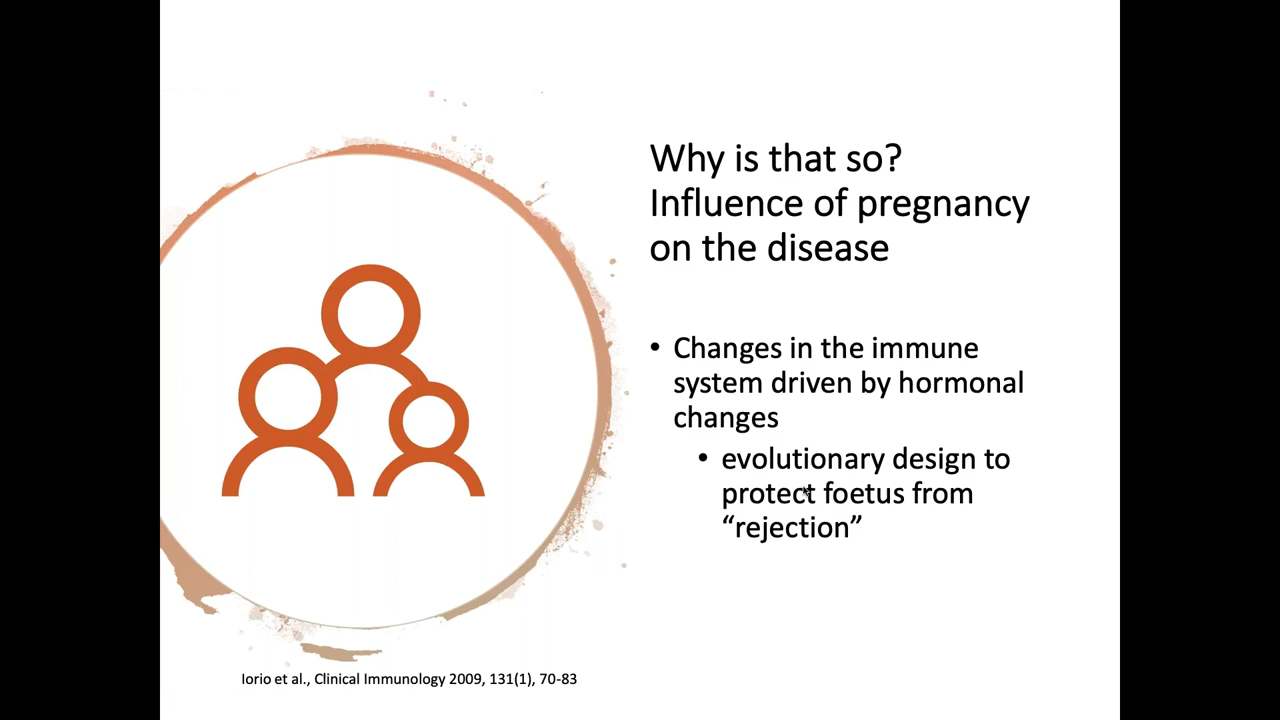 Why is that so?
Influence of pregnancy
on the disease
• Changes in the immune
system driven by hormonal
changes
• evolutionary design to
protect foetus from
“rejection”
Iorio et al., Clinical Immunology 2009, 131(1), 70-83